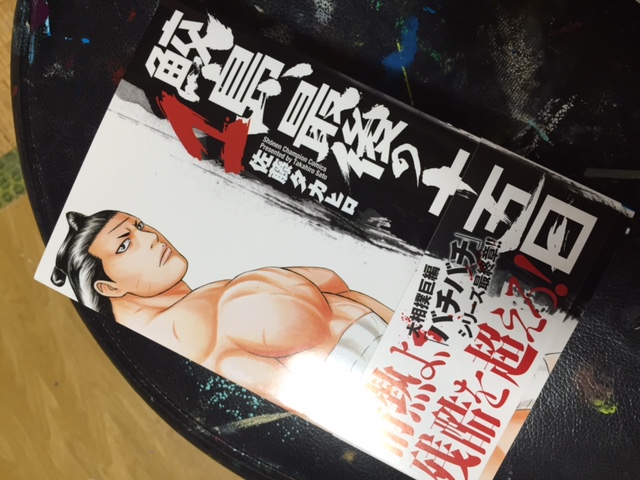 鮫島、最後の十五日
1
Shōnen Champion Comics
Presented by Takahiro Sato
佐藤タカヒロ
大相撲巨編
バチバチ
シリーズ最終章!!
情熱よ、
残酷を超えろ!